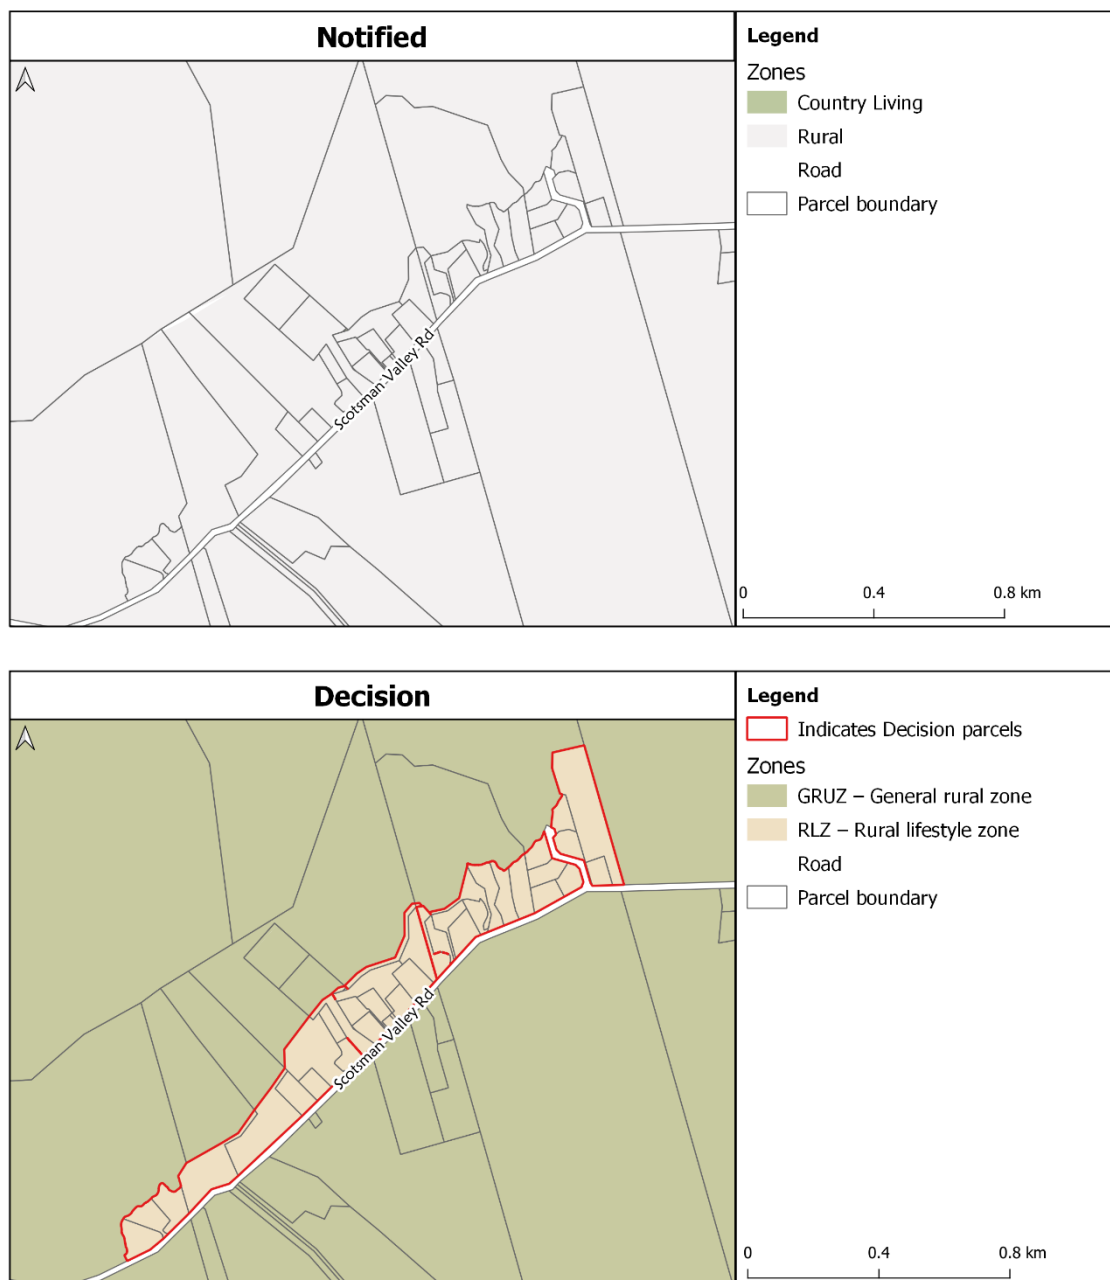 Notified
Legend
Zones
Country Living
Rural
Road
Parcel boundary
Scotsman Valley Rd
0 0.4 0.8 km
Decision
Legend
Indicates Decision parcels
Zones
GRUZ – General rural zone
RLZ – Rural lifestyle zone
Road
Parcel boundary
Scotsman Valley Rd
0 0.4 0.8 km